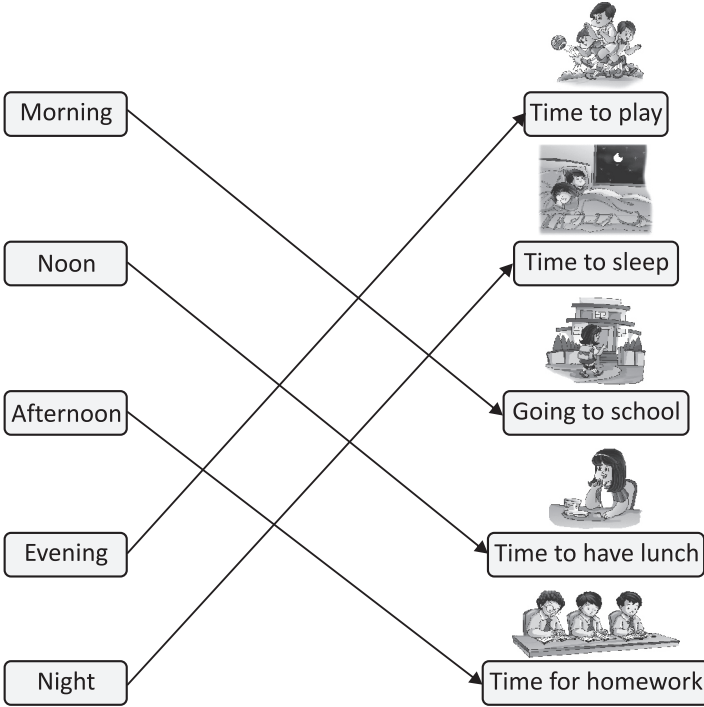 Morning
Time to play
Noon
Time to sleep
Afternoon
Going to school
Evening
Time to have lunch
Night
Time for homework